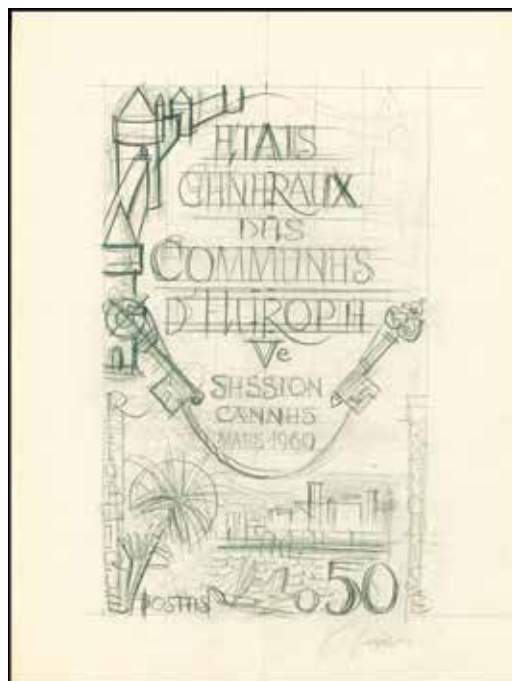 ETATS
GENERAUX
DES
COMMUNES
D'EUROPE
Ve
SESSION
CANNES
MARS 1960
POSTES
0 50